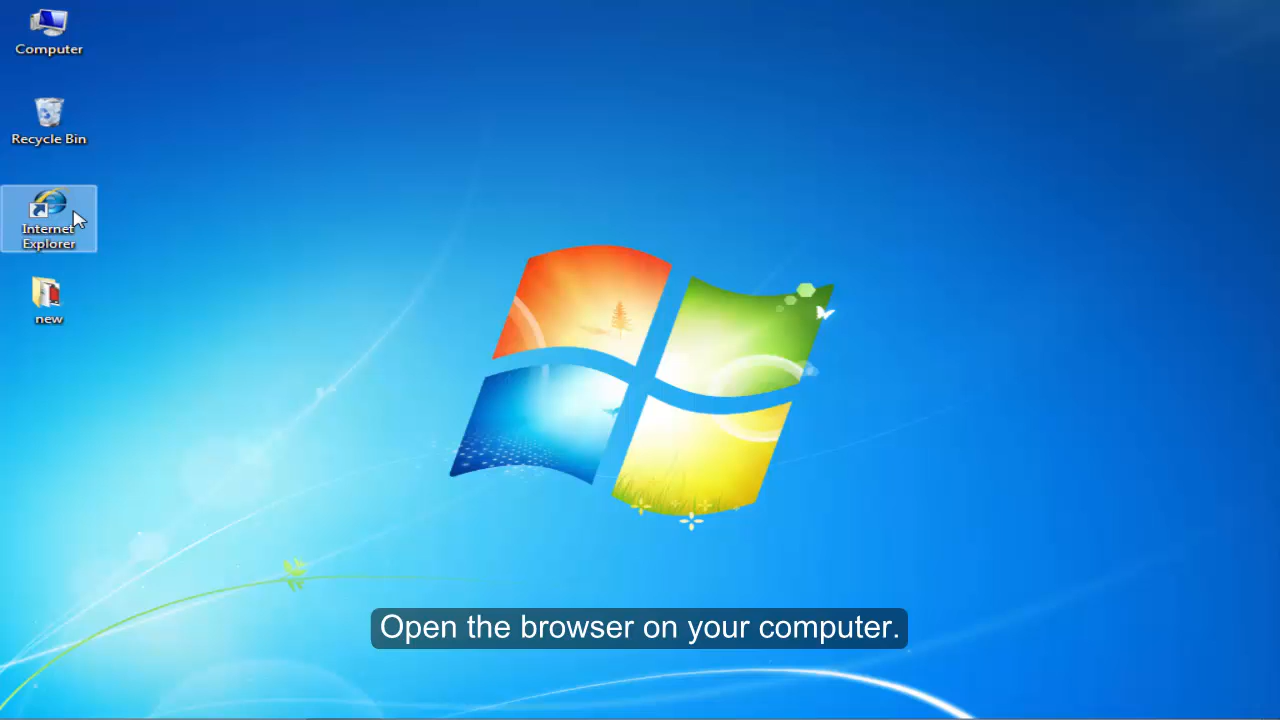 Computer
Recycle Bin
Internet
Explorer
new
Open the browser on your computer.